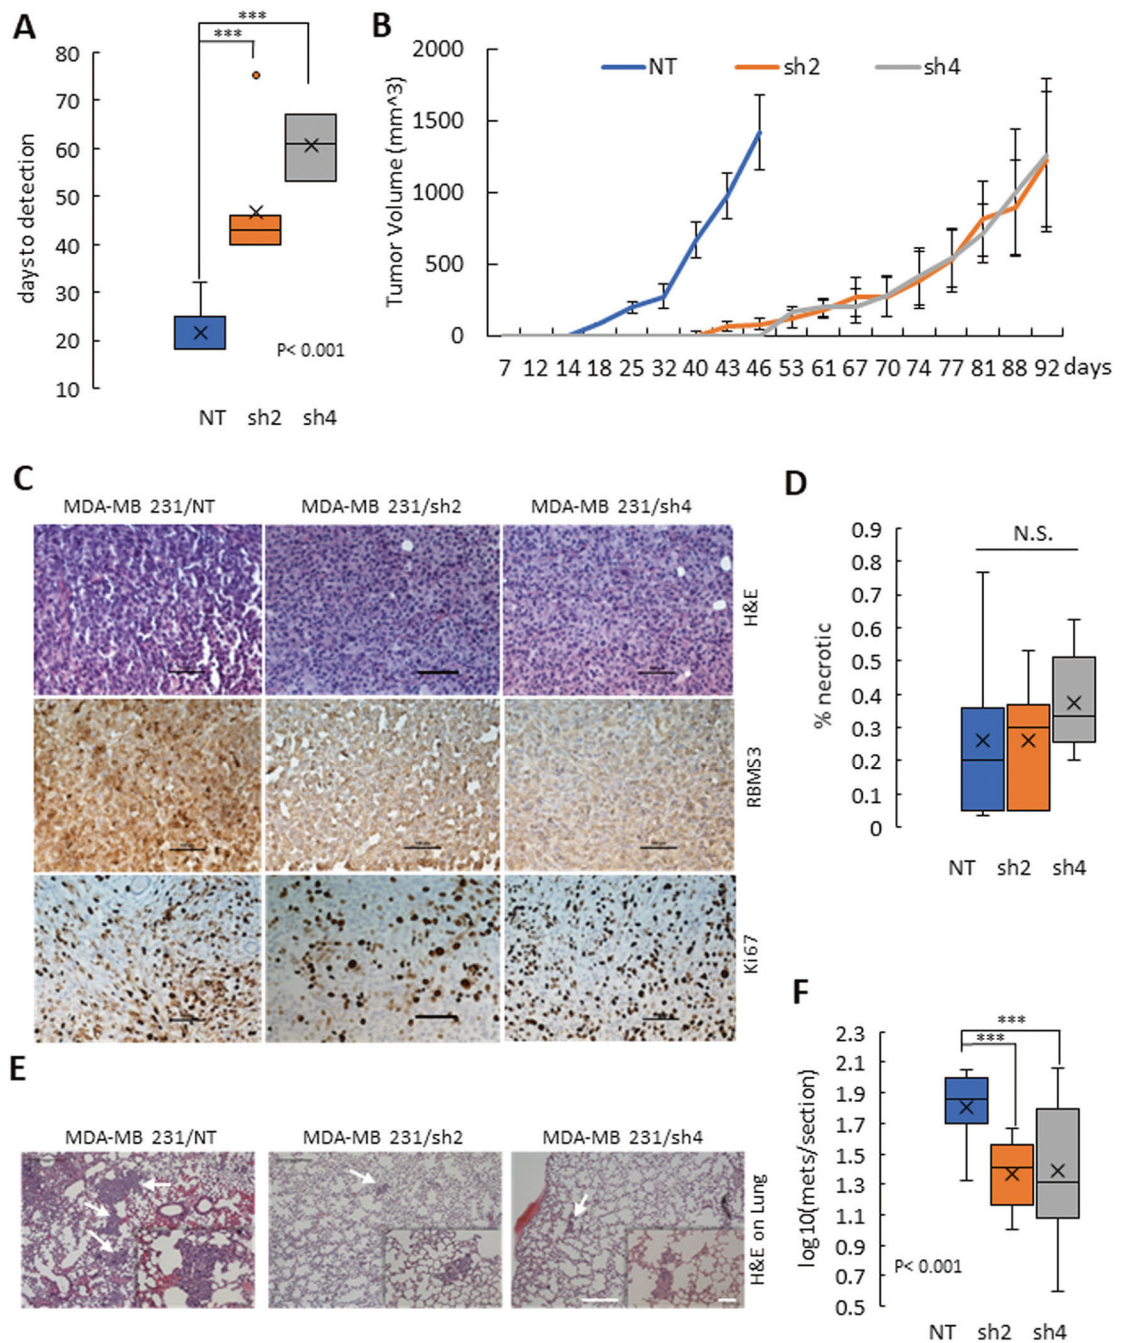 A
***
***
80
70
60
50
40
30
20
10
days to detection
P< 0.001
NT sh2 sh4
B
2000
1500
1000
500
0
Tumor Volume (mm^3)
NT sh2 sh4
7 12 14 18 25 32 40 43 46 53 61 67 70 74 77 81 88 92 days
C
MDA-MB 231/NT MDA-MB 231/sh2 MDA-MB 231/sh4
H&E
RBMS3
Ki67
D
N.S.
0.9
0.8
0.7
0.6
0.5
0.4
0.3
0.2
0.1
0
% necrotic
NT sh2 sh4
E
MDA-MB 231/NT MDA-MB 231/sh2 MDA-MB 231/sh4
H&E on Lung
F
***
***
2.3
2.1
1.9
1.7
1.5
1.3
1.1
0.9
0.7
0.5
log10(mets/section)
P< 0.001
NT sh2 sh4